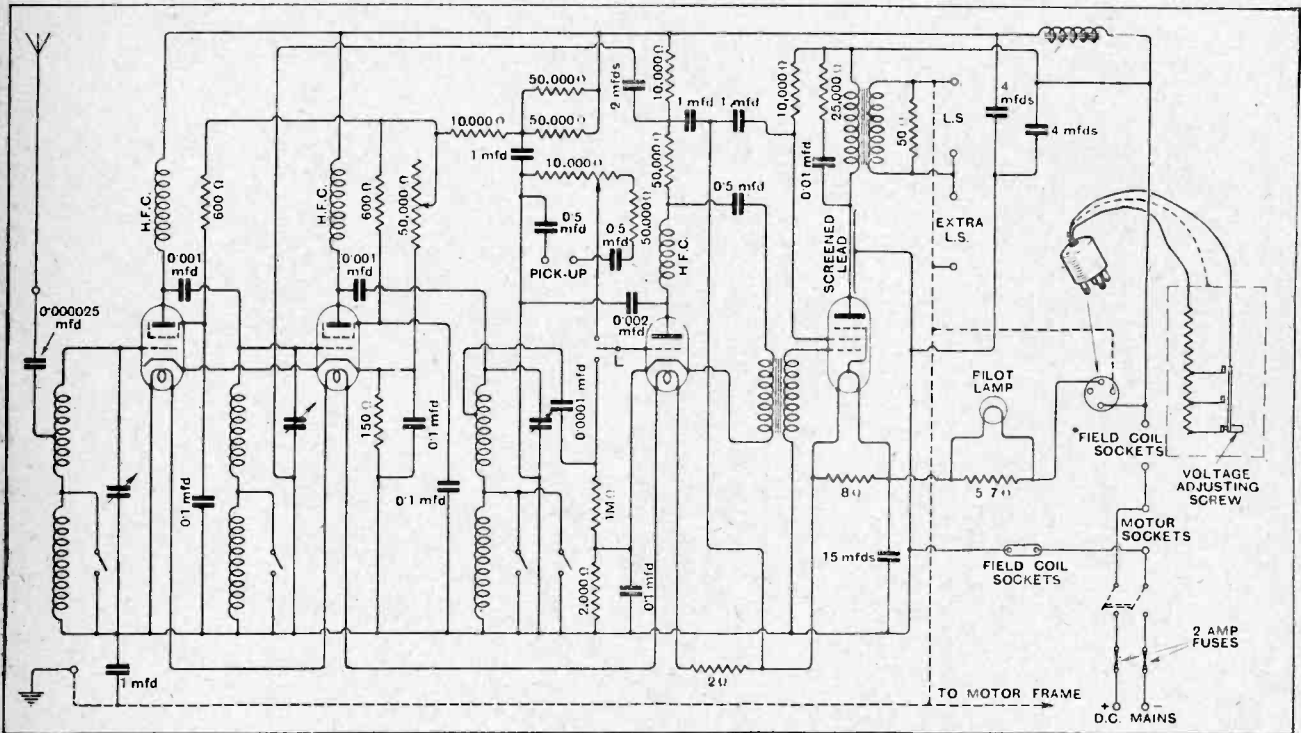 H.F.C.
600 Ω
H.F.C.
600 Ω
50,000 Ω
10.000 Ω
50.000 Ω
50.000 Ω
2 mfds
10.000 Ω
1 mfd
1 mfd
10,000 Ω
25,000 Ω
50 Ω
L.S
4
mfds
4 mfds
1 mfd
10.000 Ω
50,000 Ω
0·01 mfd
0·5
mfd
0·5
mfd
50,000 Ω
0·5 mfd
PICK-UP
H.F.C.
SCREENED
LEAD
EXTRA
L.S.
0·001
mfd
0·001
mfd
0·002
mfd
0·000025
mfd
PILOT
LAMP
150 Ω
0·1 mfd
0·0001 mfd
FIELD COIL
SOCKETS
VOLTAGE
ADJUSTING
SCREW
0·1 mfd
0·1 mfd
1MΩ
8Ω
5 7 Ω
MOTOR
SOCKETS
2,000 Ω
0·1 mfd
15 mfds
FIELD COIL
SOCKETS
1 mfd
2Ω
2 AMP
FUSES
TO MOTOR FRAME
+ −
D.C. MAINS